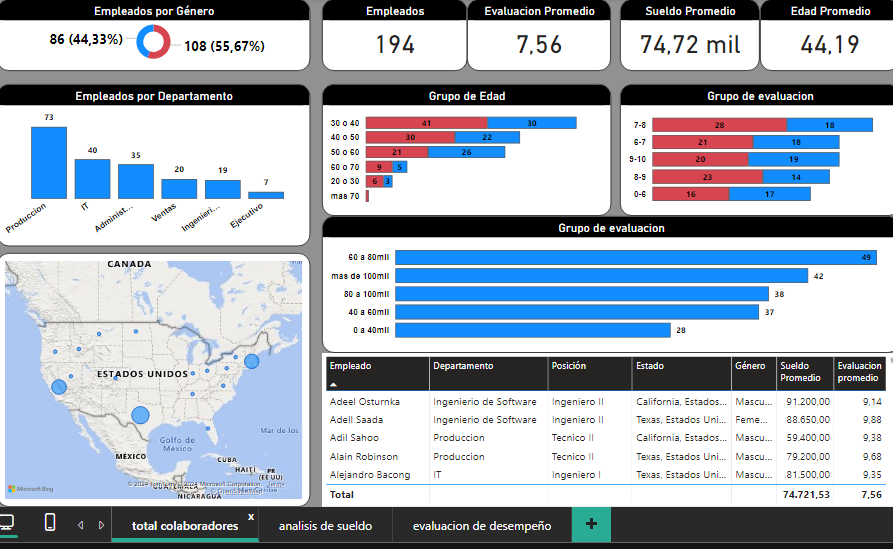 Empleados por Género
86 (44,33%)
108 (55,67%)
Empleados
194
Evaluacion Promedio
7,56
Sueldo Promedio
74,72 mil
Edad Promedio
44,19
Empleados por Departamento
73
40
35
20
19
7
Produccion
IT
Administ...
Ventas
Ingenieri...
Ejecutivo
Grupo de Edad
30 o 40 41 30
40 o 50 30 22
50 o 60 21 26
60 o 70 9 5
20 o 30 6 3
mas 70
Grupo de evaluacion
7-8 28 18
6-7 21 18
9-10 20 19
8-9 23 14
0-6 16 17
Grupo de evaluacion
60 a 80mil 49
mas de 100mil 42
80 a 100mil 38
40 a 60mil 37
0 a 40mil 28
CANADA
ESTADOS UNIDOS
MÉXICO
Golfo de
México
Mar de los
CUBA
HAITÍ
PR
(EE UU)
GUATEMALA
NICARAGUA
Microsoft Bing
© 2024 TomTom, © 2024 Microsoft Corporation, Terms
© OpenStreetMap
Empleado Departamento Posición Estado Género Sueldo Promedio Evaluacion promedio
Adeel Osturnka Ingenierio de Software Ingeniero II California, Estados... Mascu... 91.200,00 9,14
Adell Saada Ingenierio de Software Ingeniero II Texas, Estados Uni... Feme... 88.650,00 9,88
Adil Sahoo Produccion Tecnico II California, Estados... Mascu... 59.400,00 9,38
Alain Robinson Produccion Tecnico II Texas, Estados Uni... Mascu... 79.200,00 9,68
Alejandro Bacong IT Ingeniero I Texas, Estados Uni... Mascu... 81.500,00 9,35
Total 74.721,53 7,56
total colaboradores x
analisis de sueldo
evaluacion de desempeño
+